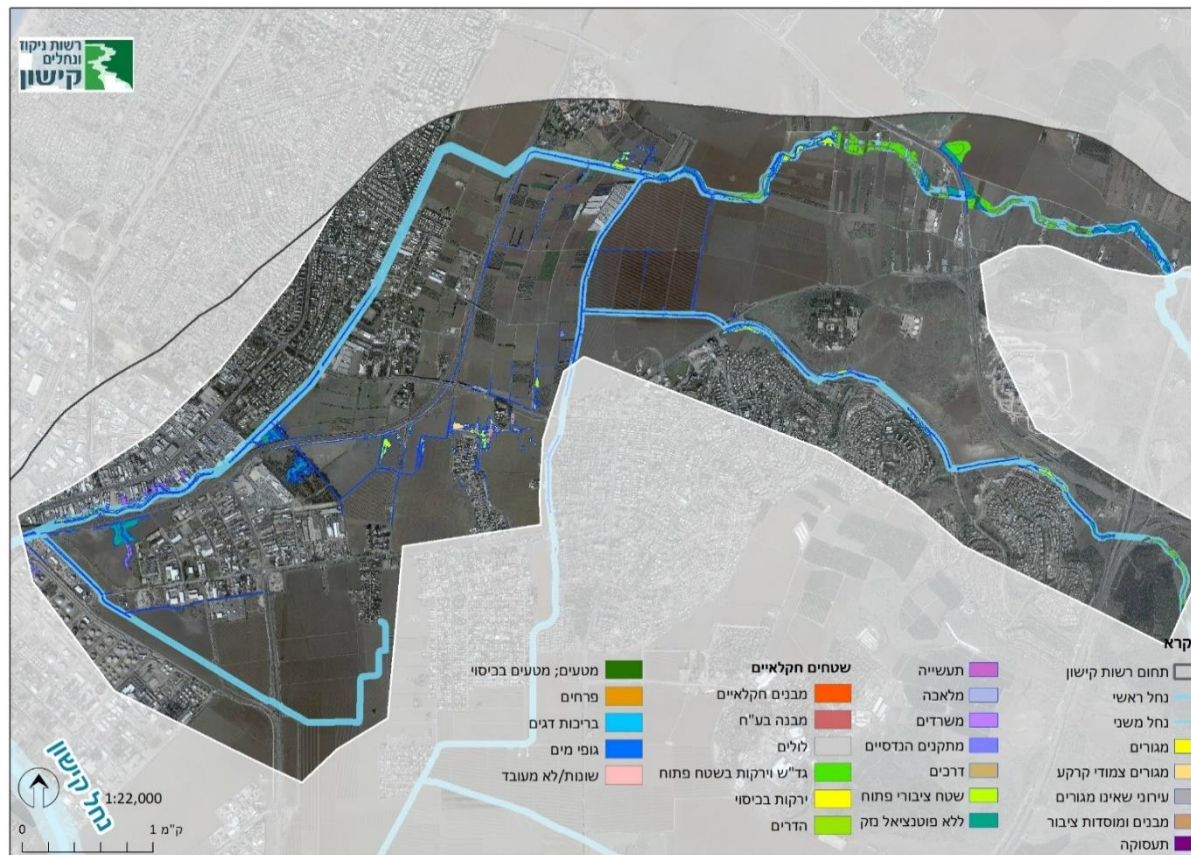 רשות ניקוז
ונחלים
קישון
נחל קישון
1:22,000
0 1 ק"מ
מטעים; מטעים בכיסוי
פרחים
בריכות דגים
גופי מים
שונות/לא מעובד
שטחים חקלאיים
מבנים חקלאיים
מבנה בע"ח
לולים
גד"ש וירקות בשטח פתוח
ירקות בכיסוי
הדרים
תעשייה
מלאכה
משרדים
מתקנים הנדסיים
דרכים
שטח ציבורי פתוח
ללא פוטנציאל נזק
קרא
תחום רשות קישון
נחל ראשי
נחל משני
מגורים
מגורים צמודי קרקע
עירוני שאינו מגורים
מבנים ומוסדות ציבור
תעסוקה